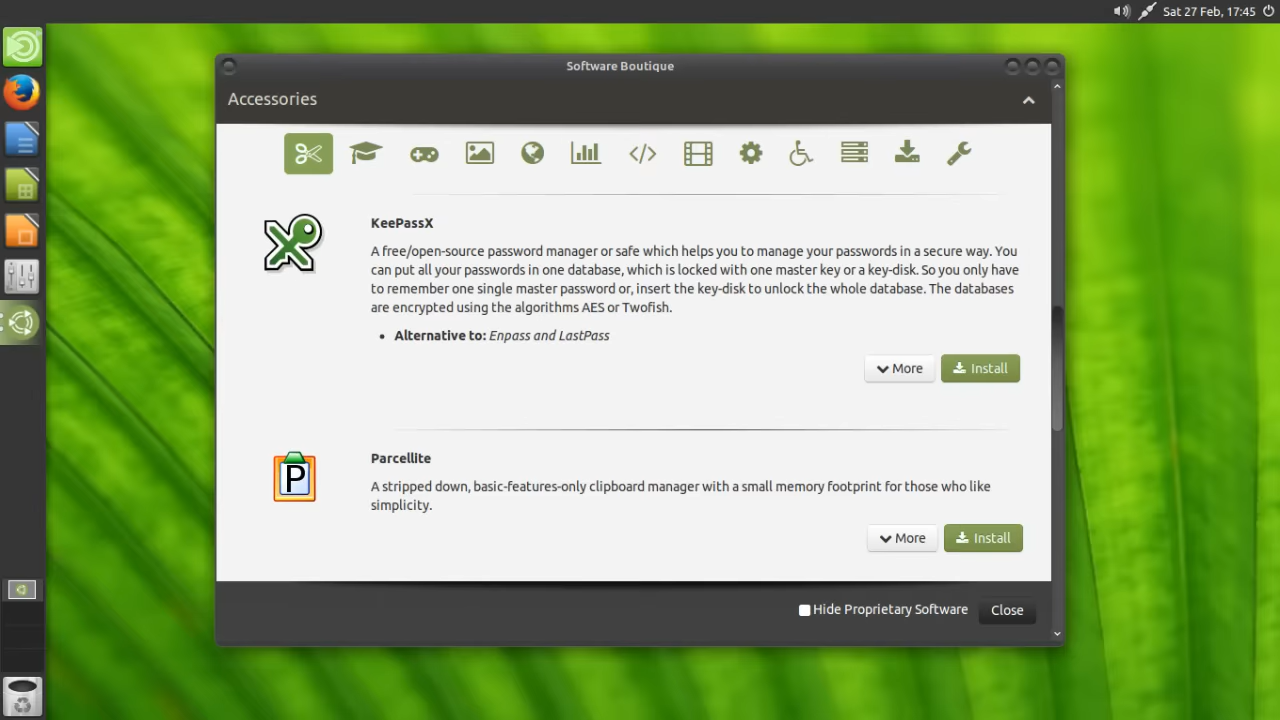 Sat 27 Feb, 17:45
Software Boutique
Accessories
KeePassX
A free/open-source password manager or safe which helps you to manage your passwords in a secure way. You
can put all your passwords in one database, which is locked with one master key or a key-disk. So you only have
to remember one single master password or, insert the key-disk to unlock the whole database. The databases
are encrypted using the algorithms AES or Twofish.
• Alternative to: Enpass and LastPass
More Install
Parcellite
P
A stripped down, basic-features-only clipboard manager with a small memory footprint for those who like
simplicity.
More Install
Hide Proprietary Software Close